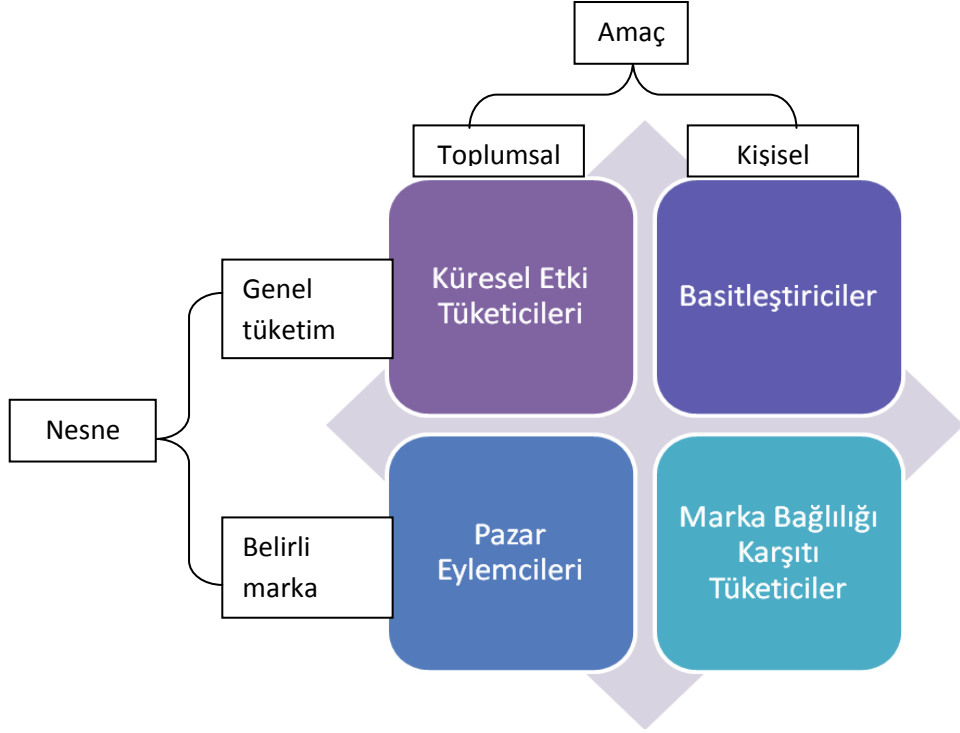 Amaç
Toplumsal
Kişisel
Genel
tüketim
Küresel Etki
Tüketicileri
Basitleştiriciler
Nesne
Belirli
marka
Pazar
Eylemcileri
Marka Bağlılığı
Karşıtı
Tüketiciler